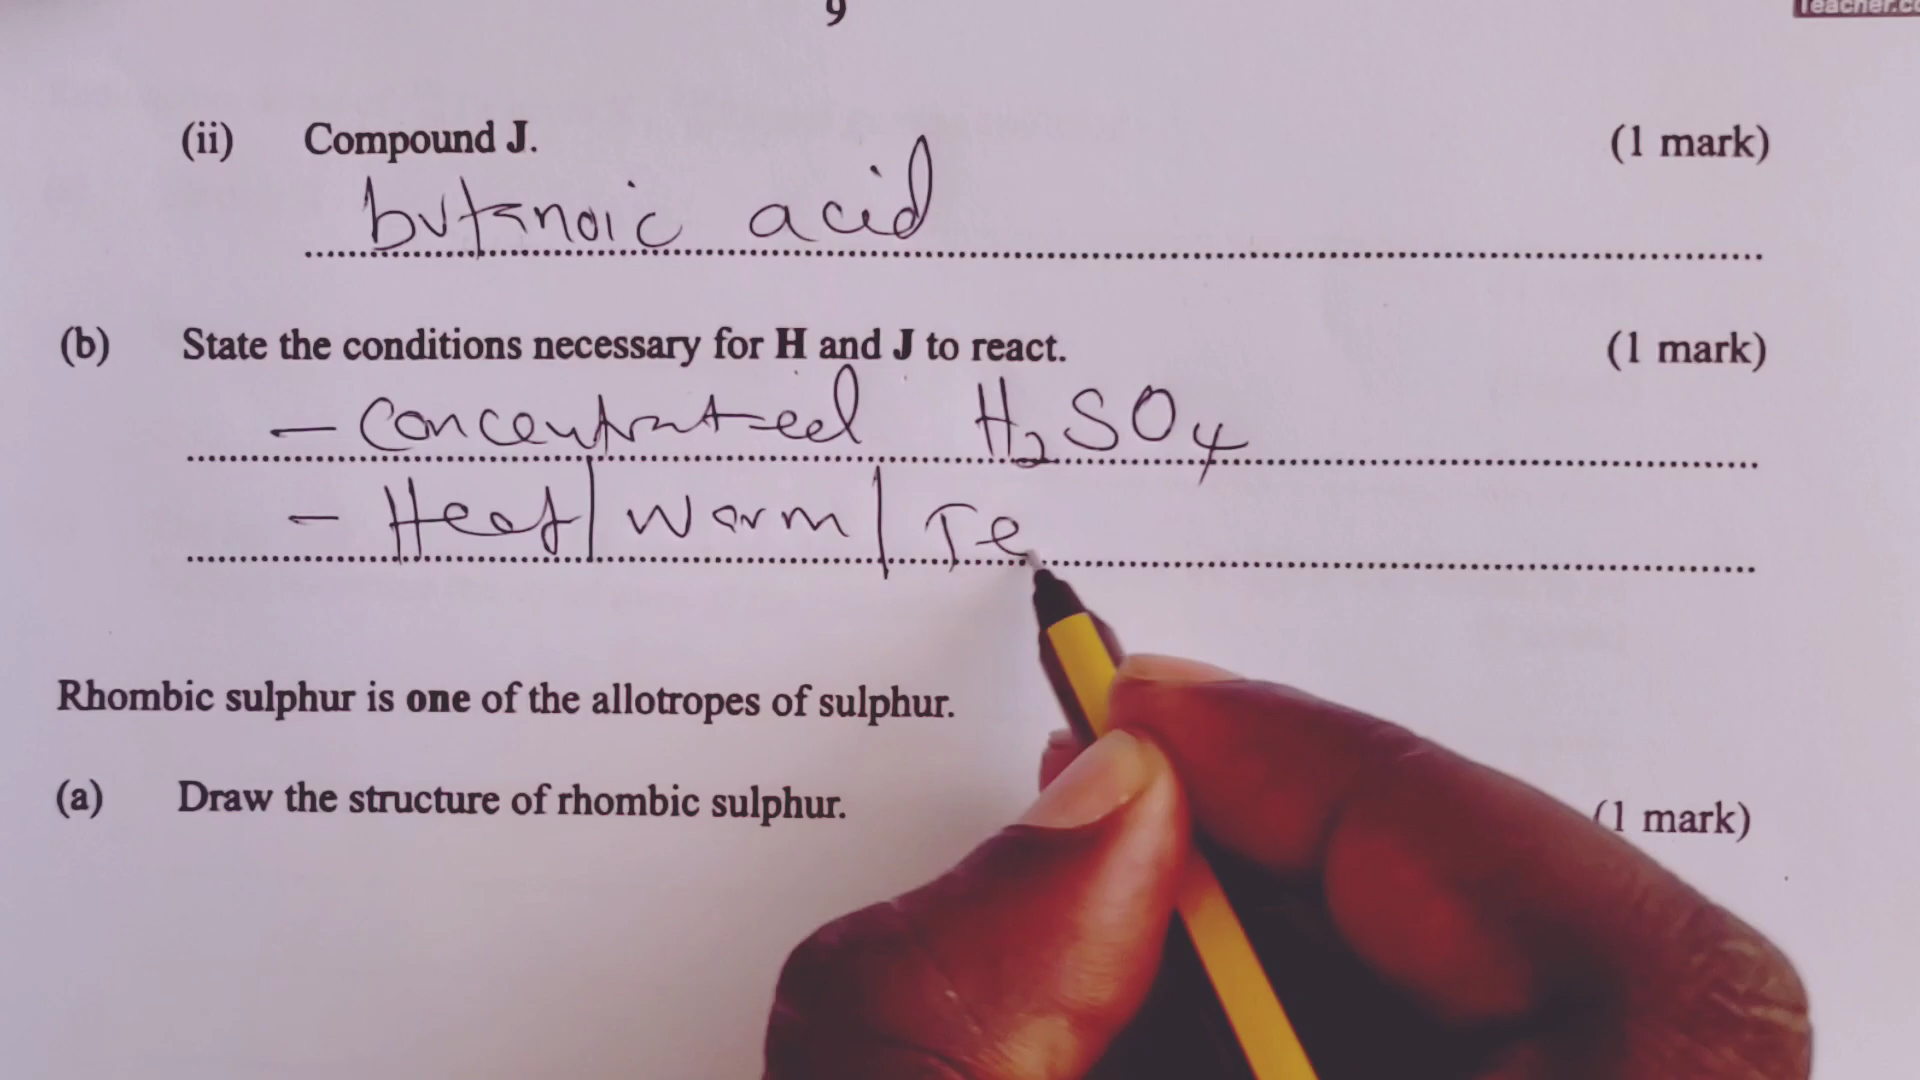 9
Teacher.co
(ii) Compound J. (1 mark)
butanoic acid
(b) State the conditions necessary for H and J to react. (1 mark)
- Concentrated H₂SO₄
- Heat/ Warm / Te
Rhombic sulphur is one of the allotropes of sulphur.
(a) Draw the structure of rhombic sulphur. (1 mark)